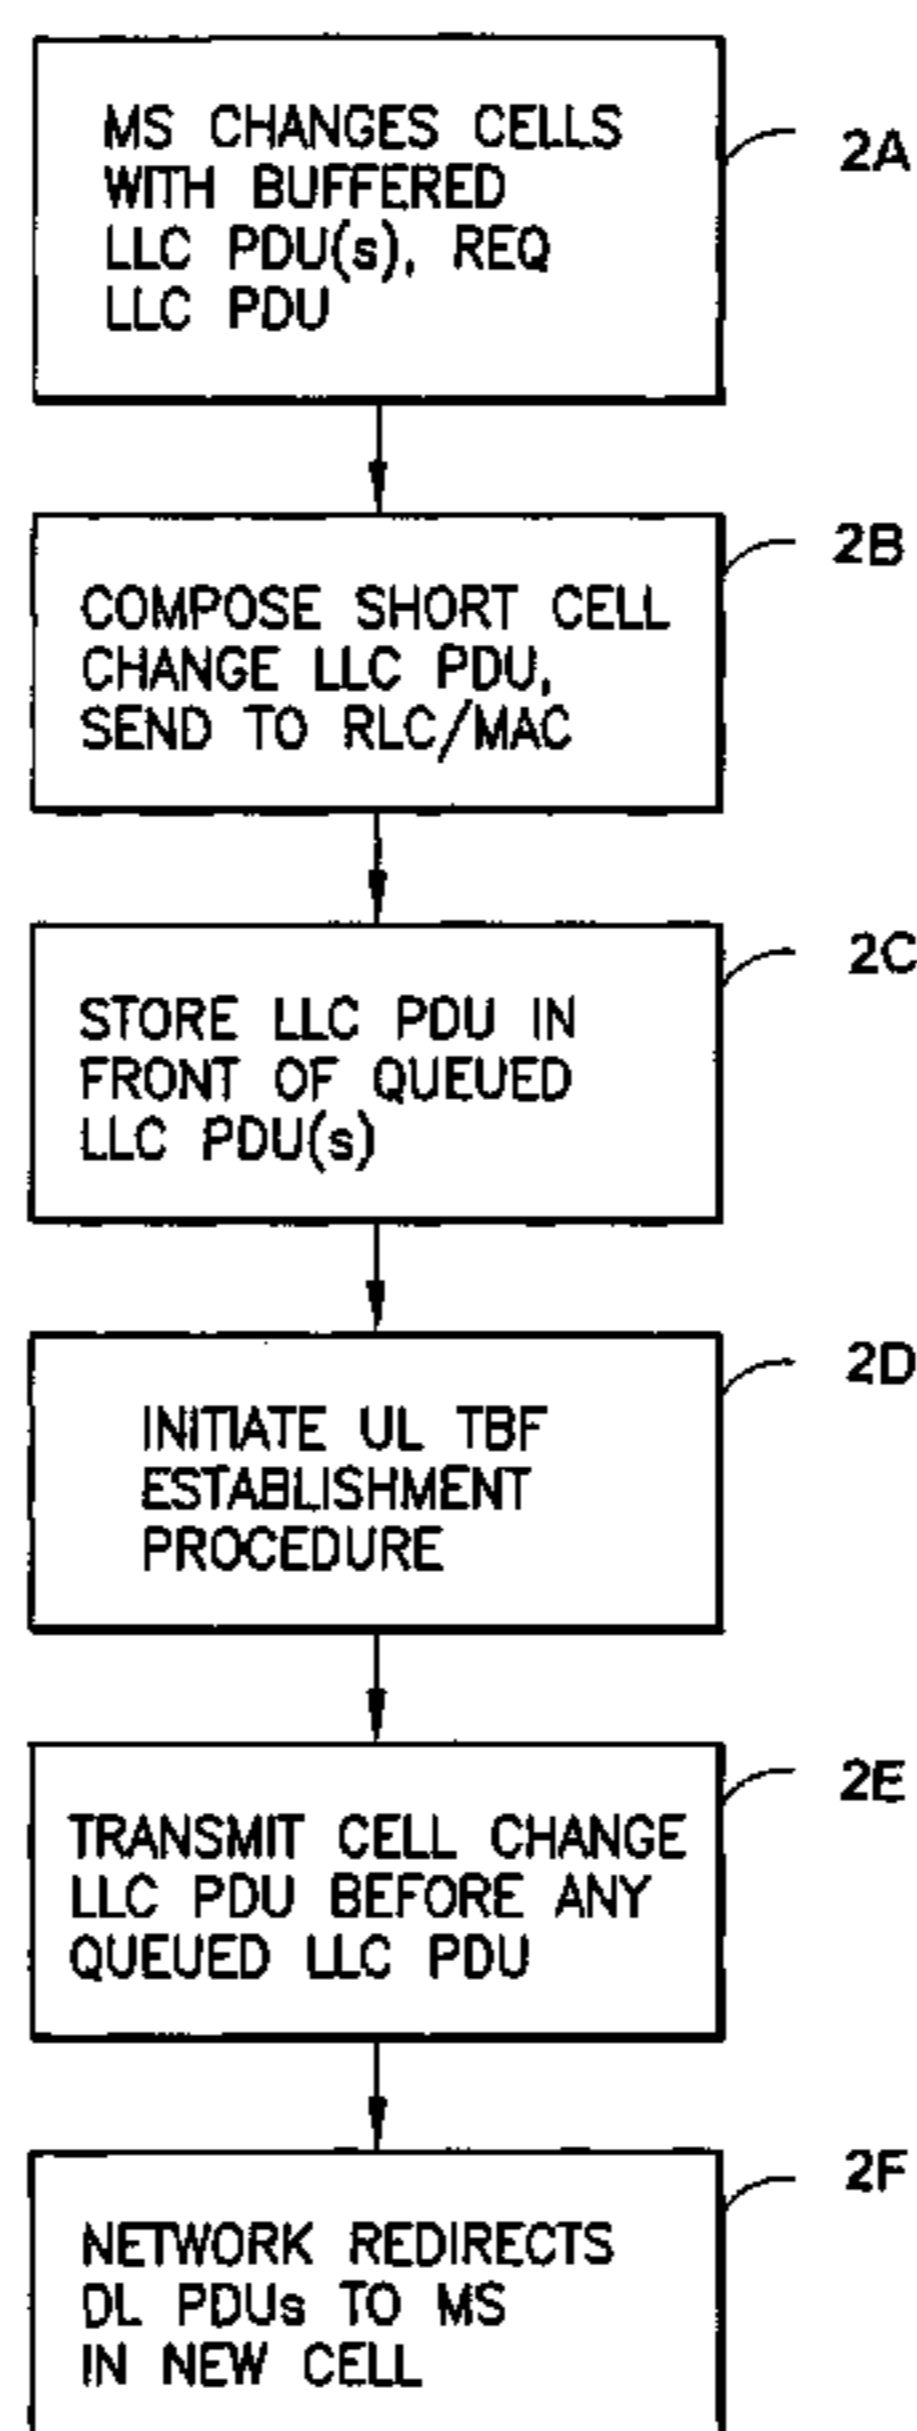 MS CHANGES CELLS
WITH BUFFERED
LLC PDU(s), REQ
LLC PDU
2A
COMPOSE SHORT CELL
CHANGE LLC PDU,
SEND TO RLC/MAC
2B
STORE LLC PDU IN
FRONT OF QUEUED
LLC PDU(s)
2C
INITIATE UL TBF
ESTABLISHMENT
PROCEDURE
2D
TRANSMIT CELL CHANGE
LLC PDU BEFORE ANY
QUEUED LLC PDU
2E
NETWORK REDIRECTS
DL PDUs TO MS
IN NEW CELL
2F